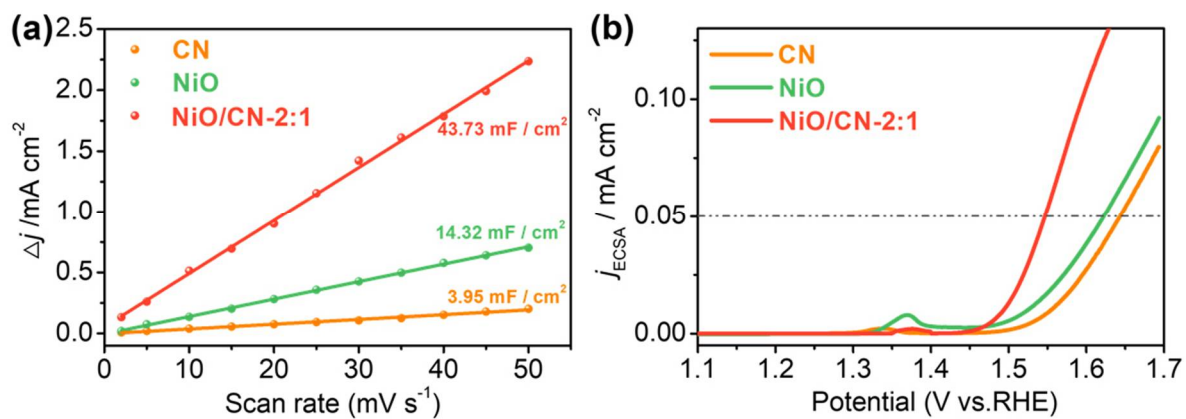 (a)
2.5
2.0
1.5
1.0
0.5
0.0
△j /mA cm⁻²
CN
NiO
NiO/CN-2:1
43.73 mF / cm²
14.32 mF / cm²
3.95 mF / cm²
0 10 20 30 40 50
Scan rate (mV s⁻¹)
(b)
0.10
0.05
0.00
jECSA / mA cm⁻²
CN
NiO
NiO/CN-2:1
1.1 1.2 1.3 1.4 1.5 1.6 1.7
Potential (V vs.RHE)